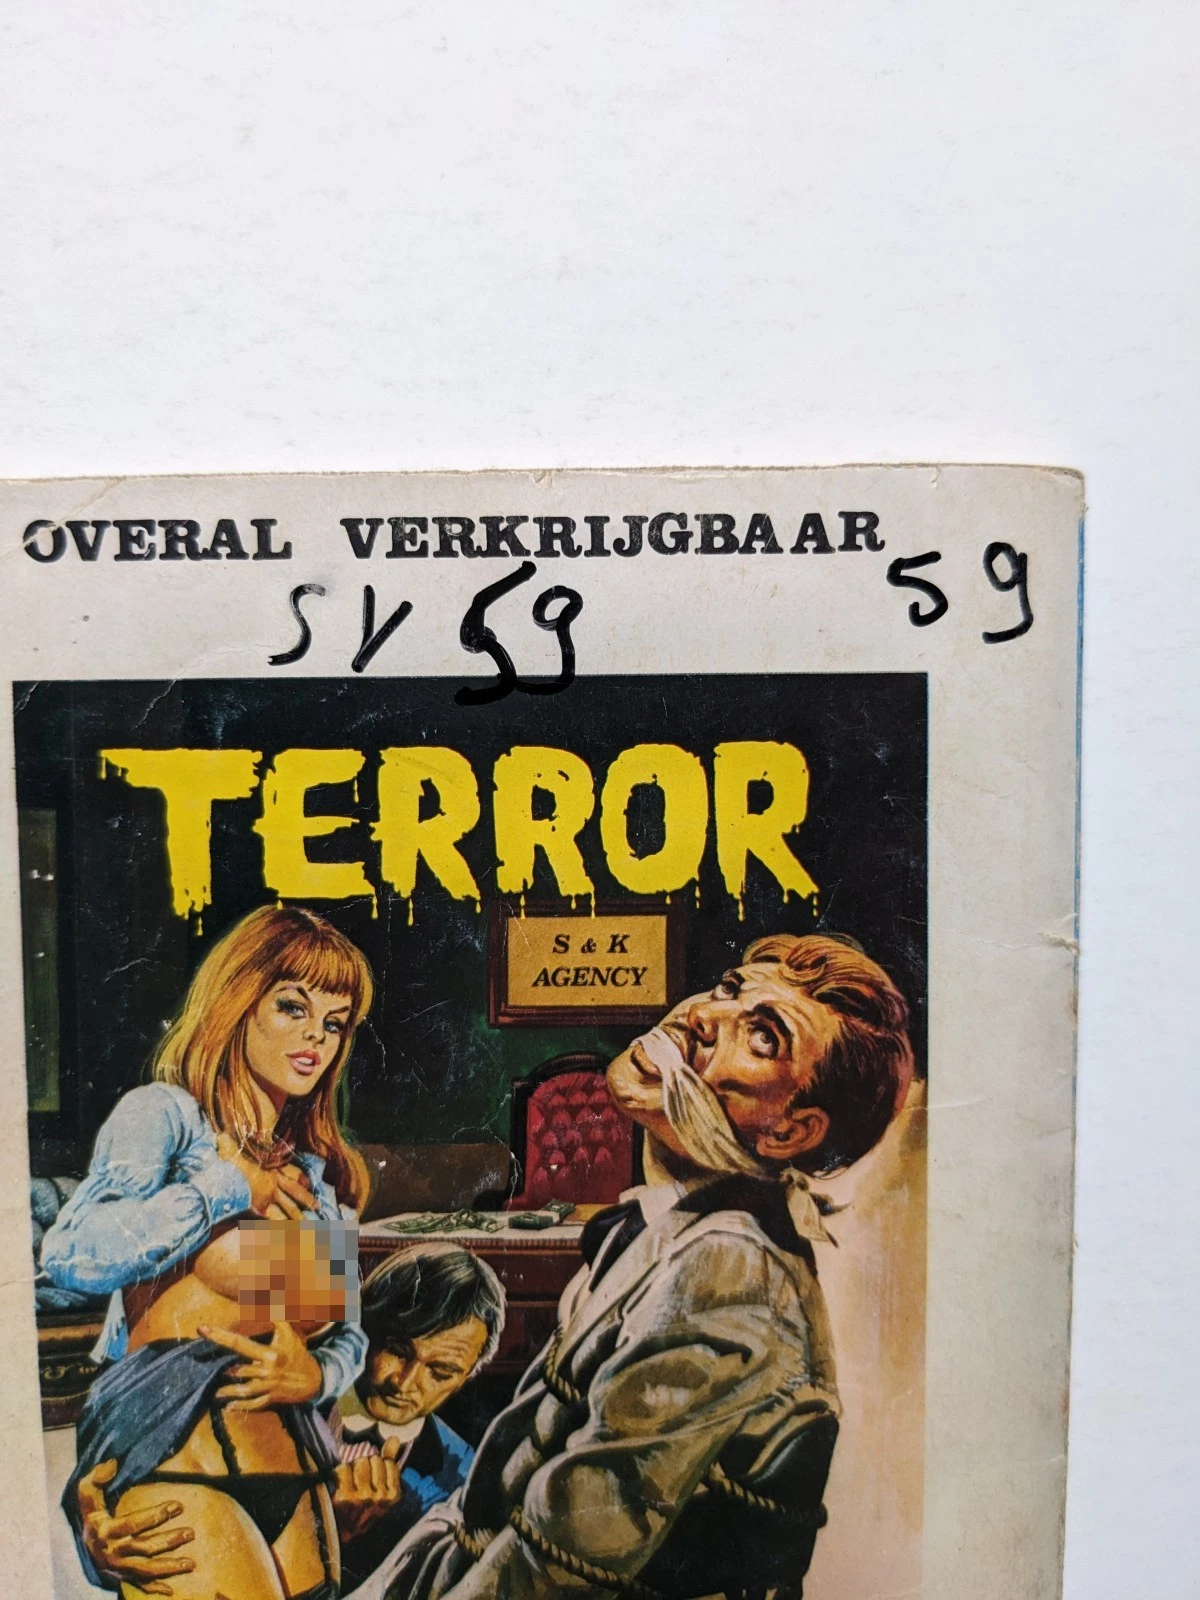 OVERAL VERKRIJGBAAR
SV 59 59
TERROR
S & K
AGENCY